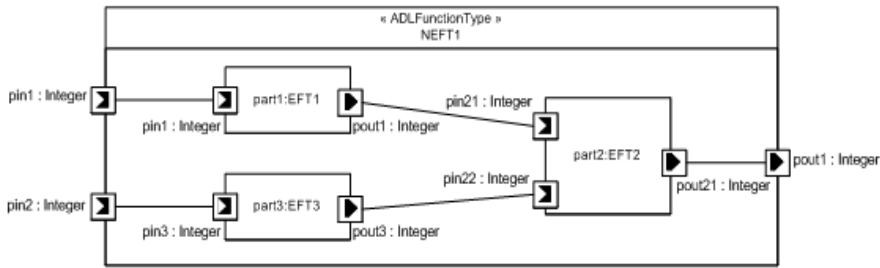 « ADLFunctionType »
NEFT1
pin1 : Integer
part1:EFT1
pin1 : Integer
pout1 : Integer
pin21 : Integer
part2:EFT2
pout21 : Integer
pout1 : Integer
pin22 : Integer
pin2 : Integer
part3:EFT3
pin3 : Integer
pout3 : Integer